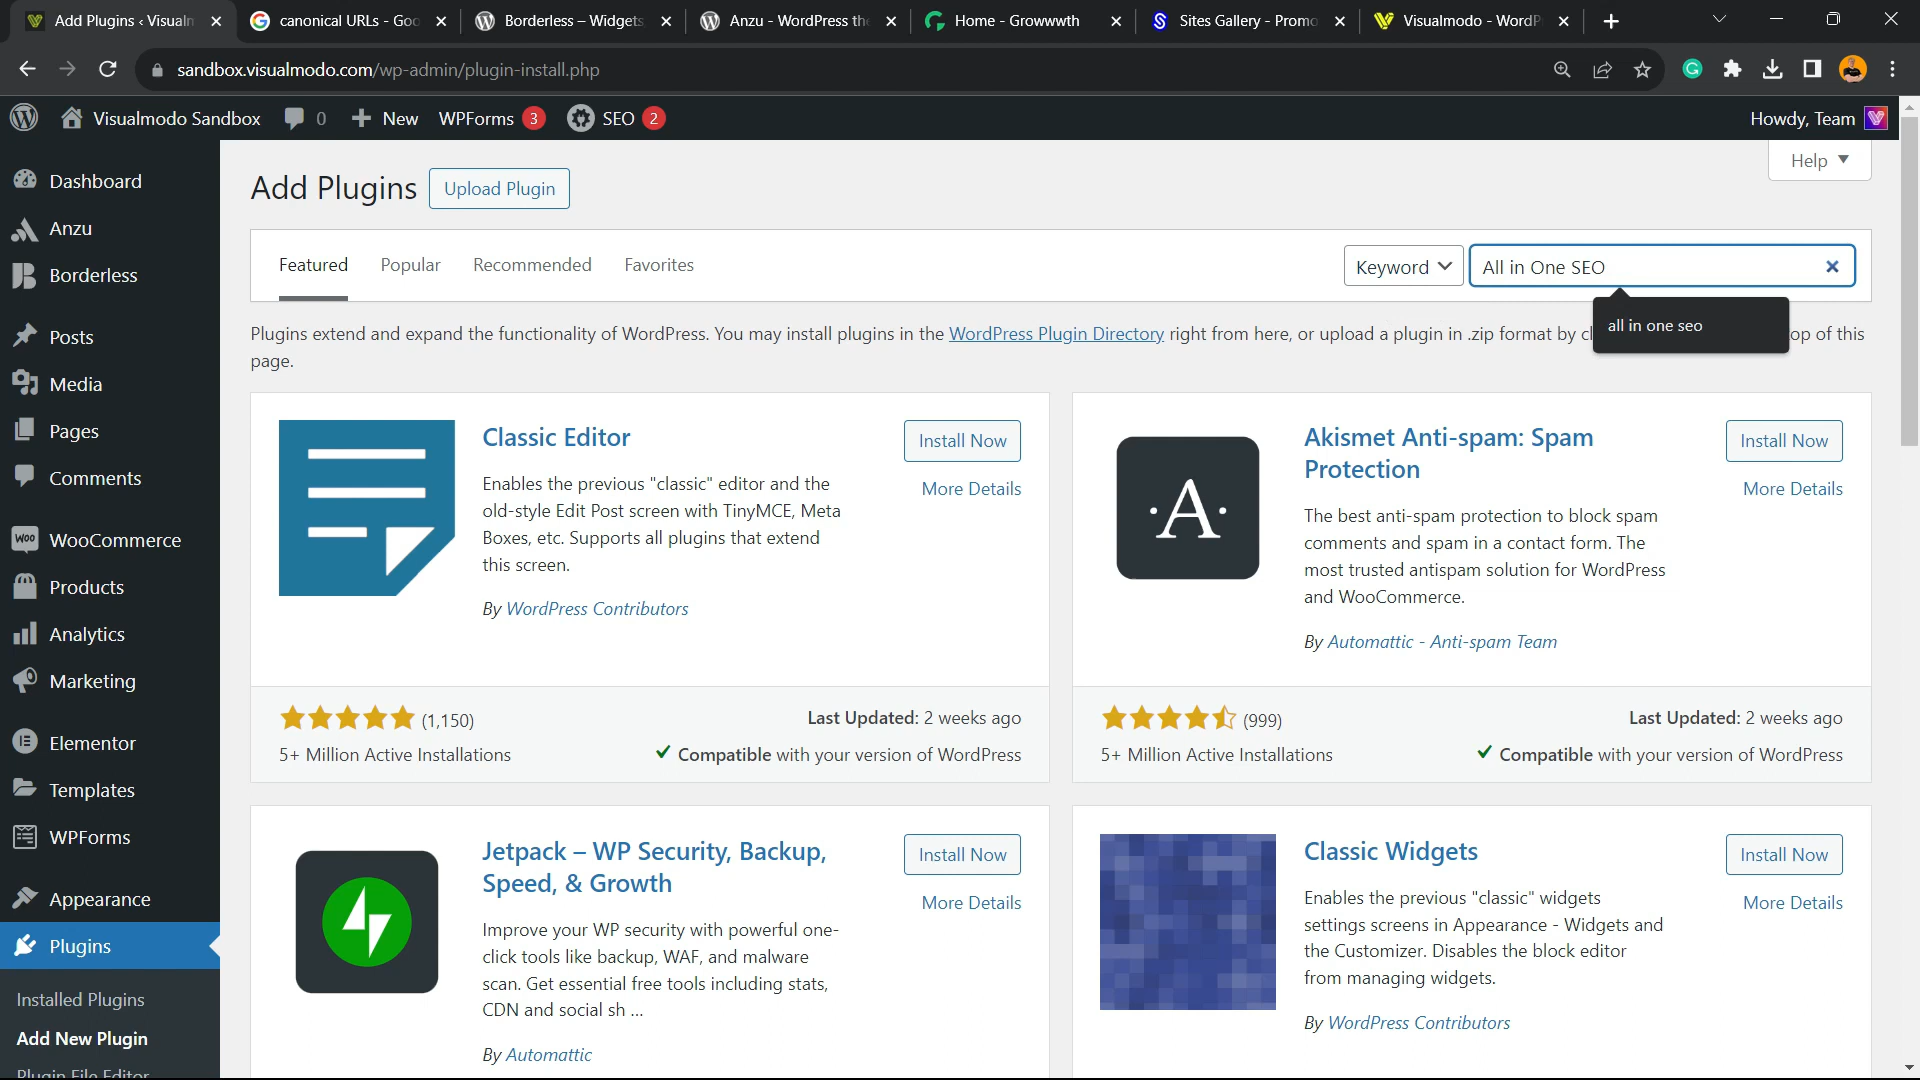 Add Plugins ‹ Visualm
canonical URLs - Goo
Borderless – Widgets
Anzu - WordPress the
Home - Growwwth
Sites Gallery - Promo
Visualmodo - WordP
sandbox.visualmodo.com/wp-admin/plugin-install.php
Visualmodo Sandbox
0
New
WPForms 3
SEO 2
Howdy, Team
Help
Dashboard
Anzu
Borderless
Posts
Media
Pages
Comments
WooCommerce
Products
Analytics
Marketing
Elementor
Templates
WPForms
Appearance
Plugins
Installed Plugins
Add New Plugin
Plugin File Editor
Add Plugins
Upload Plugin
Featured
Popular
Recommended
Favorites
Keyword
All in One SEO
all in one seo
Plugins extend and expand the functionality of WordPress. You may install plugins in the WordPress Plugin Directory right from here, or upload a plugin in .zip format by cl op of this
page.
Classic Editor
Install Now
More Details
Enables the previous "classic" editor and the
old-style Edit Post screen with TinyMCE, Meta
Boxes, etc. Supports all plugins that extend
this screen.
By WordPress Contributors
(1,150)
Last Updated: 2 weeks ago
5+ Million Active Installations
Compatible with your version of WordPress
·A·
Akismet Anti-spam: Spam
Protection
Install Now
More Details
The best anti-spam protection to block spam
comments and spam in a contact form. The
most trusted antispam solution for WordPress
and WooCommerce.
By Automattic - Anti-spam Team
(999)
Last Updated: 2 weeks ago
5+ Million Active Installations
Compatible with your version of WordPress
Jetpack – WP Security, Backup,
Speed, & Growth
Install Now
More Details
Improve your WP security with powerful one-
click tools like backup, WAF, and malware
scan. Get essential free tools including stats,
CDN and social sh ...
By Automattic
Classic Widgets
Install Now
More Details
Enables the previous "classic" widgets
settings screens in Appearance - Widgets and
the Customizer. Disables the block editor
from managing widgets.
By WordPress Contributors